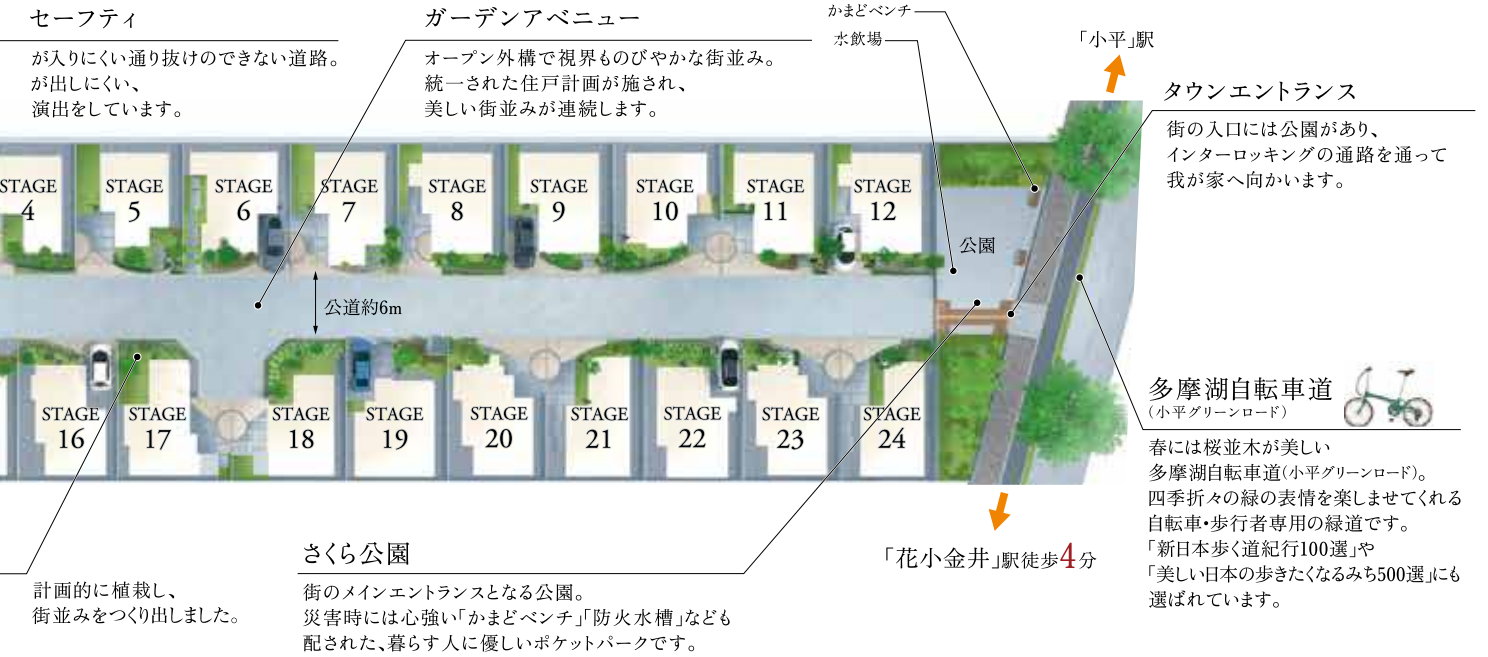 セーフティ
が入りにくい通り抜けのできない道路。
が出しにくい、
演出をしています。
ガーデンアベニュー
オープン外構で視界ものびやかな街並み。
統一された住戸計画が施され、
美しい街並みが連続します。
かまどベンチ
水飲場
「小平」駅
タウンエントランス
街の入口には公園があり、
インターロッキングの通路を通って
我が家へ向かいます。
STAGE
4
STAGE
5
STAGE
6
STAGE
7
STAGE
8
STAGE
9
STAGE
10
STAGE
11
STAGE
12
公園
公道約6m
STAGE
16
STAGE
17
STAGE
18
STAGE
19
STAGE
20
STAGE
21
STAGE
22
STAGE
23
STAGE
24
多摩湖自転車道
(小平グリーンロード)
春には桜並木が美しい
多摩湖自転車道(小平グリーンロード)。
四季折々の緑の表情を楽しませてくれる
自転車・歩行者専用の緑道です。
「新日本歩く道紀行100選」や
「美しい日本の歩きたくなるみち500選」にも
選ばれています。
「花小金井」駅徒歩4分
さくら公園
街のメインエントランスとなる公園。
災害時には心強い「かまどベンチ」「防火水槽」なども
配された、暮らす人に優しいポケットパークです。
計画的に植栽し、
街並みをつくり出しました。